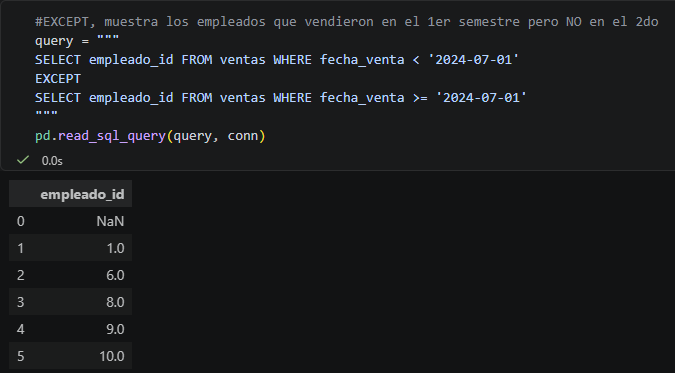 #EXCEPT, muestra los empleados que vendieron en el 1er semestre pero NO en el 2do
query = """
SELECT empleado_id FROM ventas WHERE fecha_venta < '2024-07-01'
EXCEPT
SELECT empleado_id FROM ventas WHERE fecha_venta >= '2024-07-01'
"""
pd.read_sql_query(query, conn)
0.0s
empleado_id
0 NaN
1 1.0
2 6.0
3 8.0
4 9.0
5 10.0